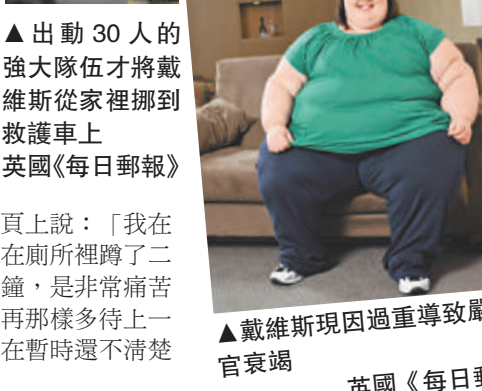 ▲出動 30 人的
強大隊伍才將戴
維斯從家裡挪到
救護車上
英國《每日郵報》
頁上說：「我在
在廁所裡蹲了二
鐘，是非常痛苦
再那樣多待上一
在暫時還不清楚
▲戴維斯現因過重導致嚴
官衰竭
英國《每日郵